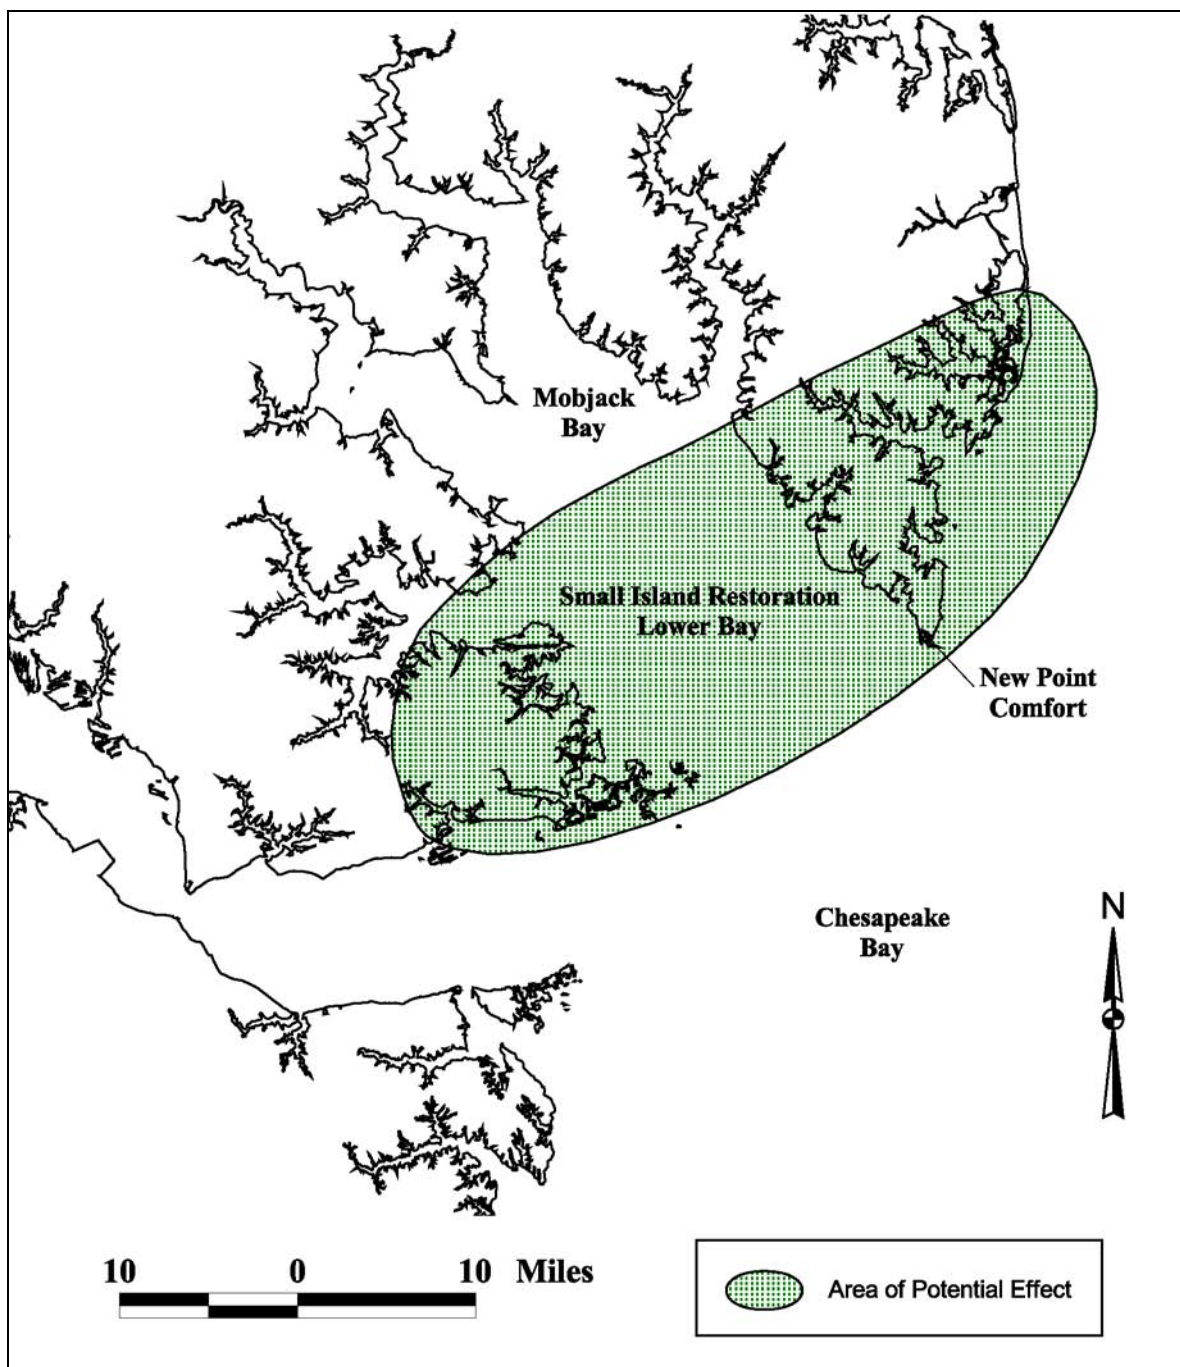 Mobjack
Bay
Small Island Restoration
Lower Bay
New Point
Comfort
Chesapeake
Bay
N
10 0 10 Miles
Area of Potential Effect